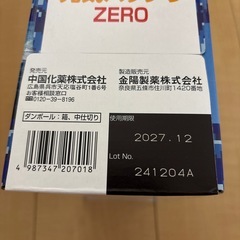 ZERO
発売元
中国化薬株式会社
広島県呉市天応塩谷町1番6号
お客様相談窓口
0120-39-8196
製造販売元
金陽製薬株式会社
奈良県五條市住川町1420番地
ダンボール：箱、中仕切り
4 987347 207018
使用期限
2027.12
Lot No.
241204A